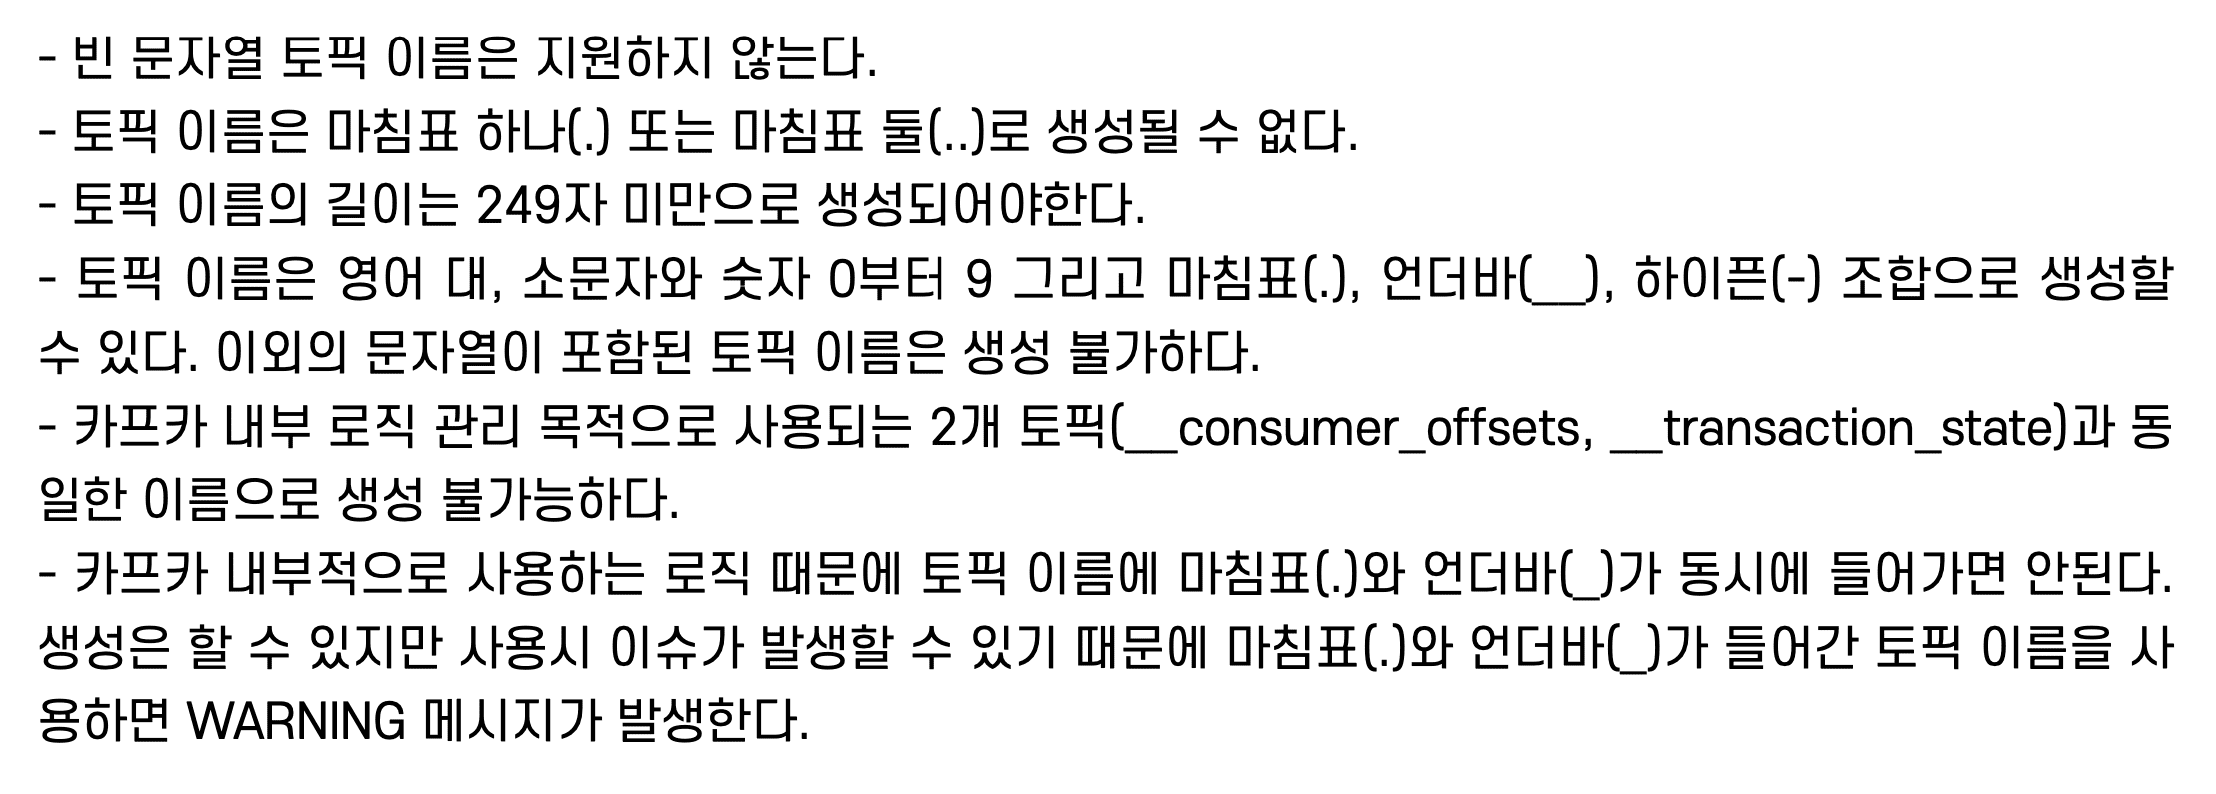 - 빈 문자열 토픽 이름은 지원하지 않는다.
- 토픽 이름은 마침표 하나(.) 또는 마침표 둘(..)로 생성될 수 없다.
- 토픽 이름의 길이는 249자 미만으로 생성되어야한다.
- 토픽 이름은 영어 대, 소문자와 숫자 0부터 9 그리고 마침표(.), 언더바(__), 하이픈(-) 조합으로 생성할
수 있다. 이외의 문자열이 포함된 토픽 이름은 생성 불가하다.
- 카프카 내부 로직 관리 목적으로 사용되는 2개 토픽(__consumer_offsets, __transaction_state)과 동
일한 이름으로 생성 불가능하다.
- 카프카 내부적으로 사용하는 로직 때문에 토픽 이름에 마침표(.)와 언더바(_)가 동시에 들어가면 안된다.
생성은 할 수 있지만 사용시 이슈가 발생할 수 있기 때문에 마침표(.)와 언더바(_)가 들어간 토픽 이름을 사
용하면 WARNING 메시지가 발생한다.